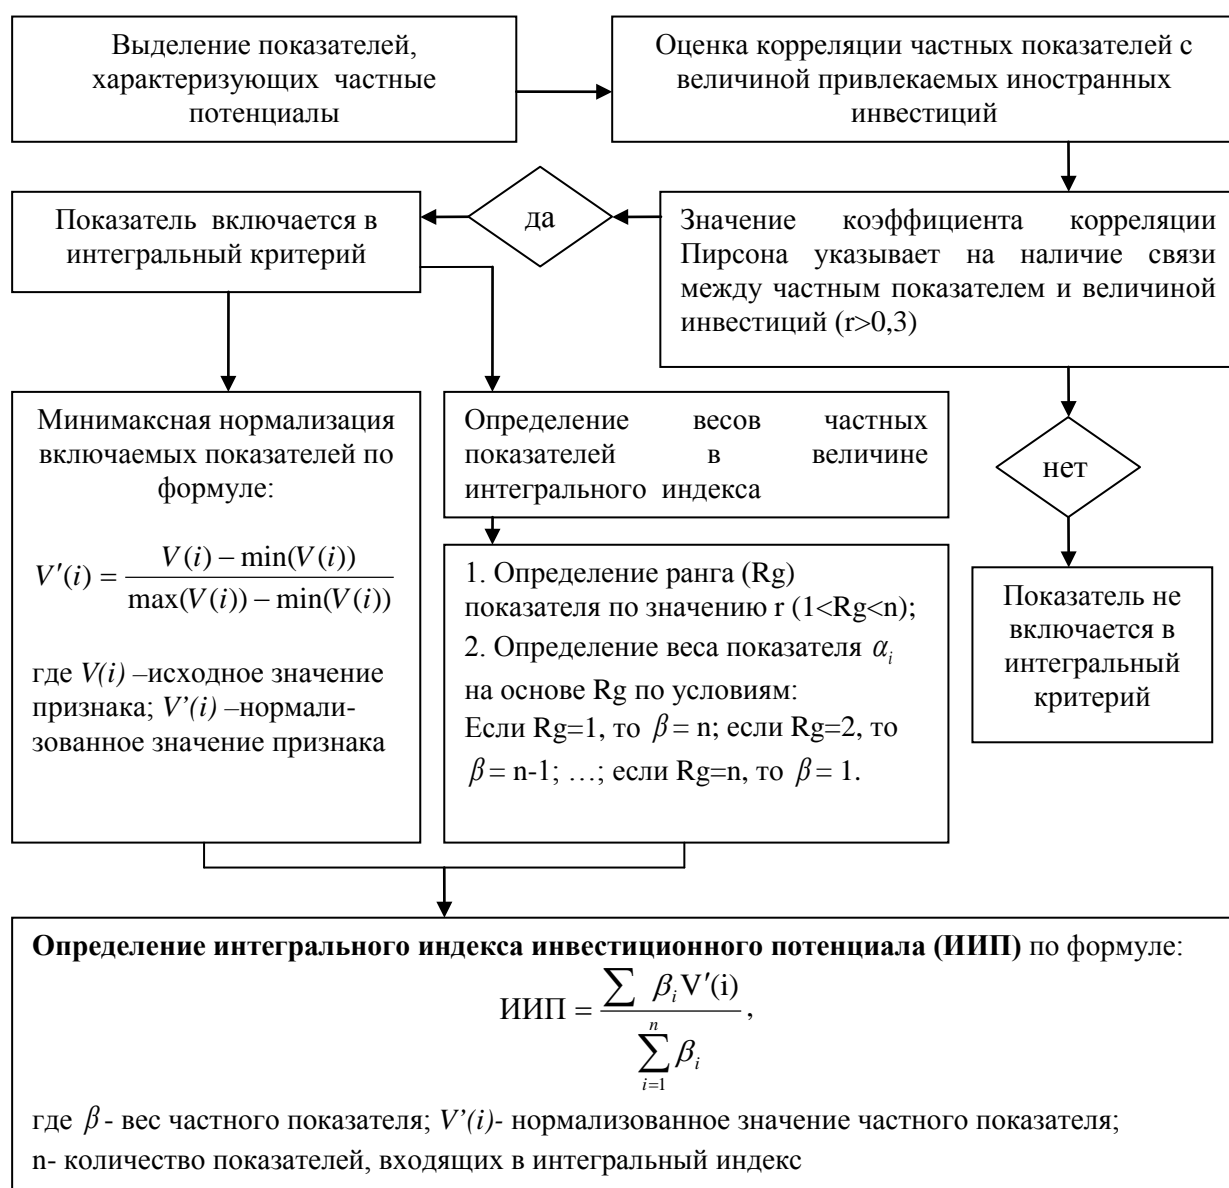 Выделение показателей,
характеризующих частные
потенциалы
Оценка корреляции частных показателей с
величиной привлекаемых иностранных
инвестиций
Показатель включается в
интегральный критерий
да
Значение коэффициента корреляции
Пирсона указывает на наличие связи
между частным показателем и величиной
инвестиций (r>0,3)
Минимаксная нормализация
включаемых показателей по
формуле:
V′(i) = (V(i) – min(V(i))) / (max(V(i)) – min(V(i)))
где V(i) –исходное значение
признака; V’(i) –нормали-
зованное значение признака
Определение весов частных
показателей в величине
интегрального индекса
1. Определение ранга (Rg)
показателя по значению r (1<Rg<n);
2. Определение веса показателя αᵢ
на основе Rg по условиям:
Если Rg=1, то β = n; если Rg=2, то
β = n-1; …; если Rg=n, то β = 1.
нет
Показатель не
включается в
интегральный
критерий
Определение интегрального индекса инвестиционного потенциала (ИИП) по формуле:
ИИП = ∑ βᵢ V′(i) / ∑ⁿᵢ₌₁ βᵢ ,
где β - вес частного показателя; V’(i)- нормализованное значение частного показателя;
n- количество показателей, входящих в интегральный индекс